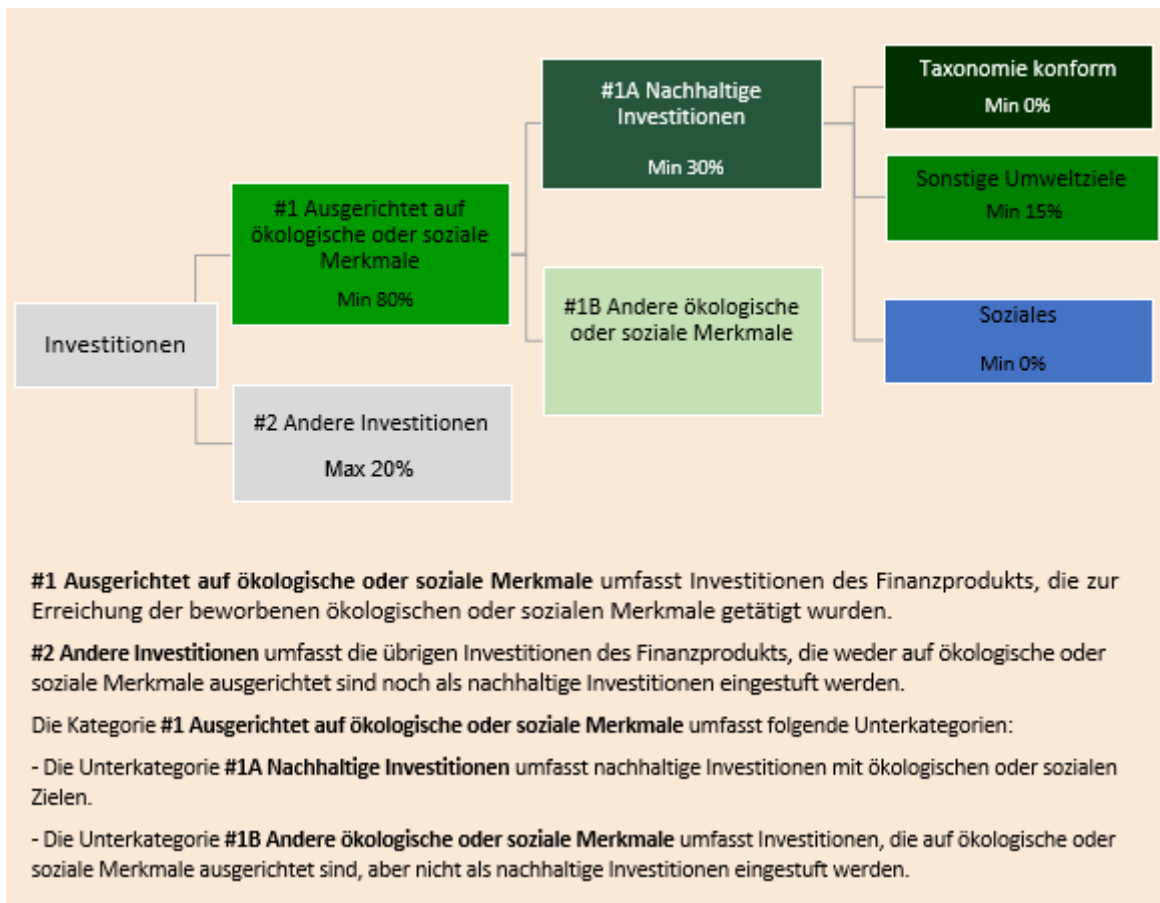 Investitionen
#1 Ausgerichtet auf
ökologische oder soziale
Merkmale
Min 80%
#2 Andere Investitionen
Max 20%
#1A Nachhaltige
Investitionen
Min 30%
#1B Andere ökologische
oder soziale Merkmale
Taxonomie konform
Min 0%
Sonstige Umweltziele
Min 15%
Soziales
Min 0%
#1 Ausgerichtet auf ökologische oder soziale Merkmale umfasst Investitionen des Finanzprodukts, die zur
Erreichung der beworbenen ökologischen oder sozialen Merkmale getätigt wurden.
#2 Andere Investitionen umfasst die übrigen Investitionen des Finanzprodukts, die weder auf ökologische oder
soziale Merkmale ausgerichtet sind noch als nachhaltige Investitionen eingestuft werden.
Die Kategorie #1 Ausgerichtet auf ökologische oder soziale Merkmale umfasst folgende Unterkategorien:
- Die Unterkategorie #1A Nachhaltige Investitionen umfasst nachhaltige Investitionen mit ökologischen oder sozialen
Zielen.
- Die Unterkategorie #1B Andere ökologische oder soziale Merkmale umfasst Investitionen, die auf ökologische oder
soziale Merkmale ausgerichtet sind, aber nicht als nachhaltige Investitionen eingestuft werden.